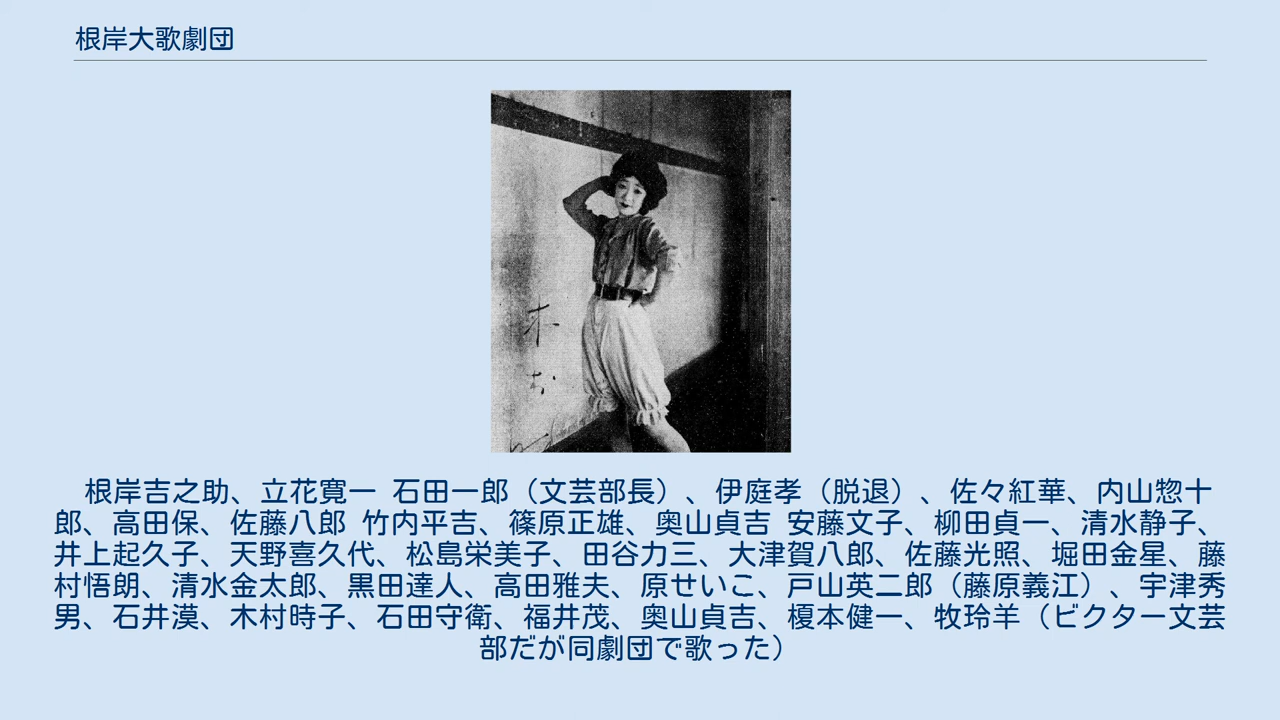 根岸大歌劇団
根岸吉之助、立花寛一 石田一郎（文芸部長）、伊庭孝（脱退）、佐々紅華、内山惣十
郎、高田保、佐藤八郎 竹内平吉、篠原正雄、奥山貞吉 安藤文子、柳田貞一、清水静子、
井上起久子、天野喜久代、松島栄美子、田谷力三、大津賀八郎、佐藤光照、堀田金星、藤
村悟朗、清水金太郎、黒田達人、高田雅夫、原せいこ、戸山英二郎（藤原義江）、宇津秀
男、石井漠、木村時子、石田守衛、福井茂、奥山貞吉、榎本健一、牧玲羊（ビクター文芸
部だが同劇団で歌った）